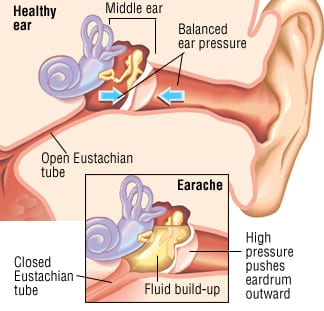 Healthy
ear
Middle ear
Balanced
ear pressure
Open Eustachian
tube
Earache
Closed
Eustachian
tube
Fluid build-up
High
pressure
pushes
eardrum
outward